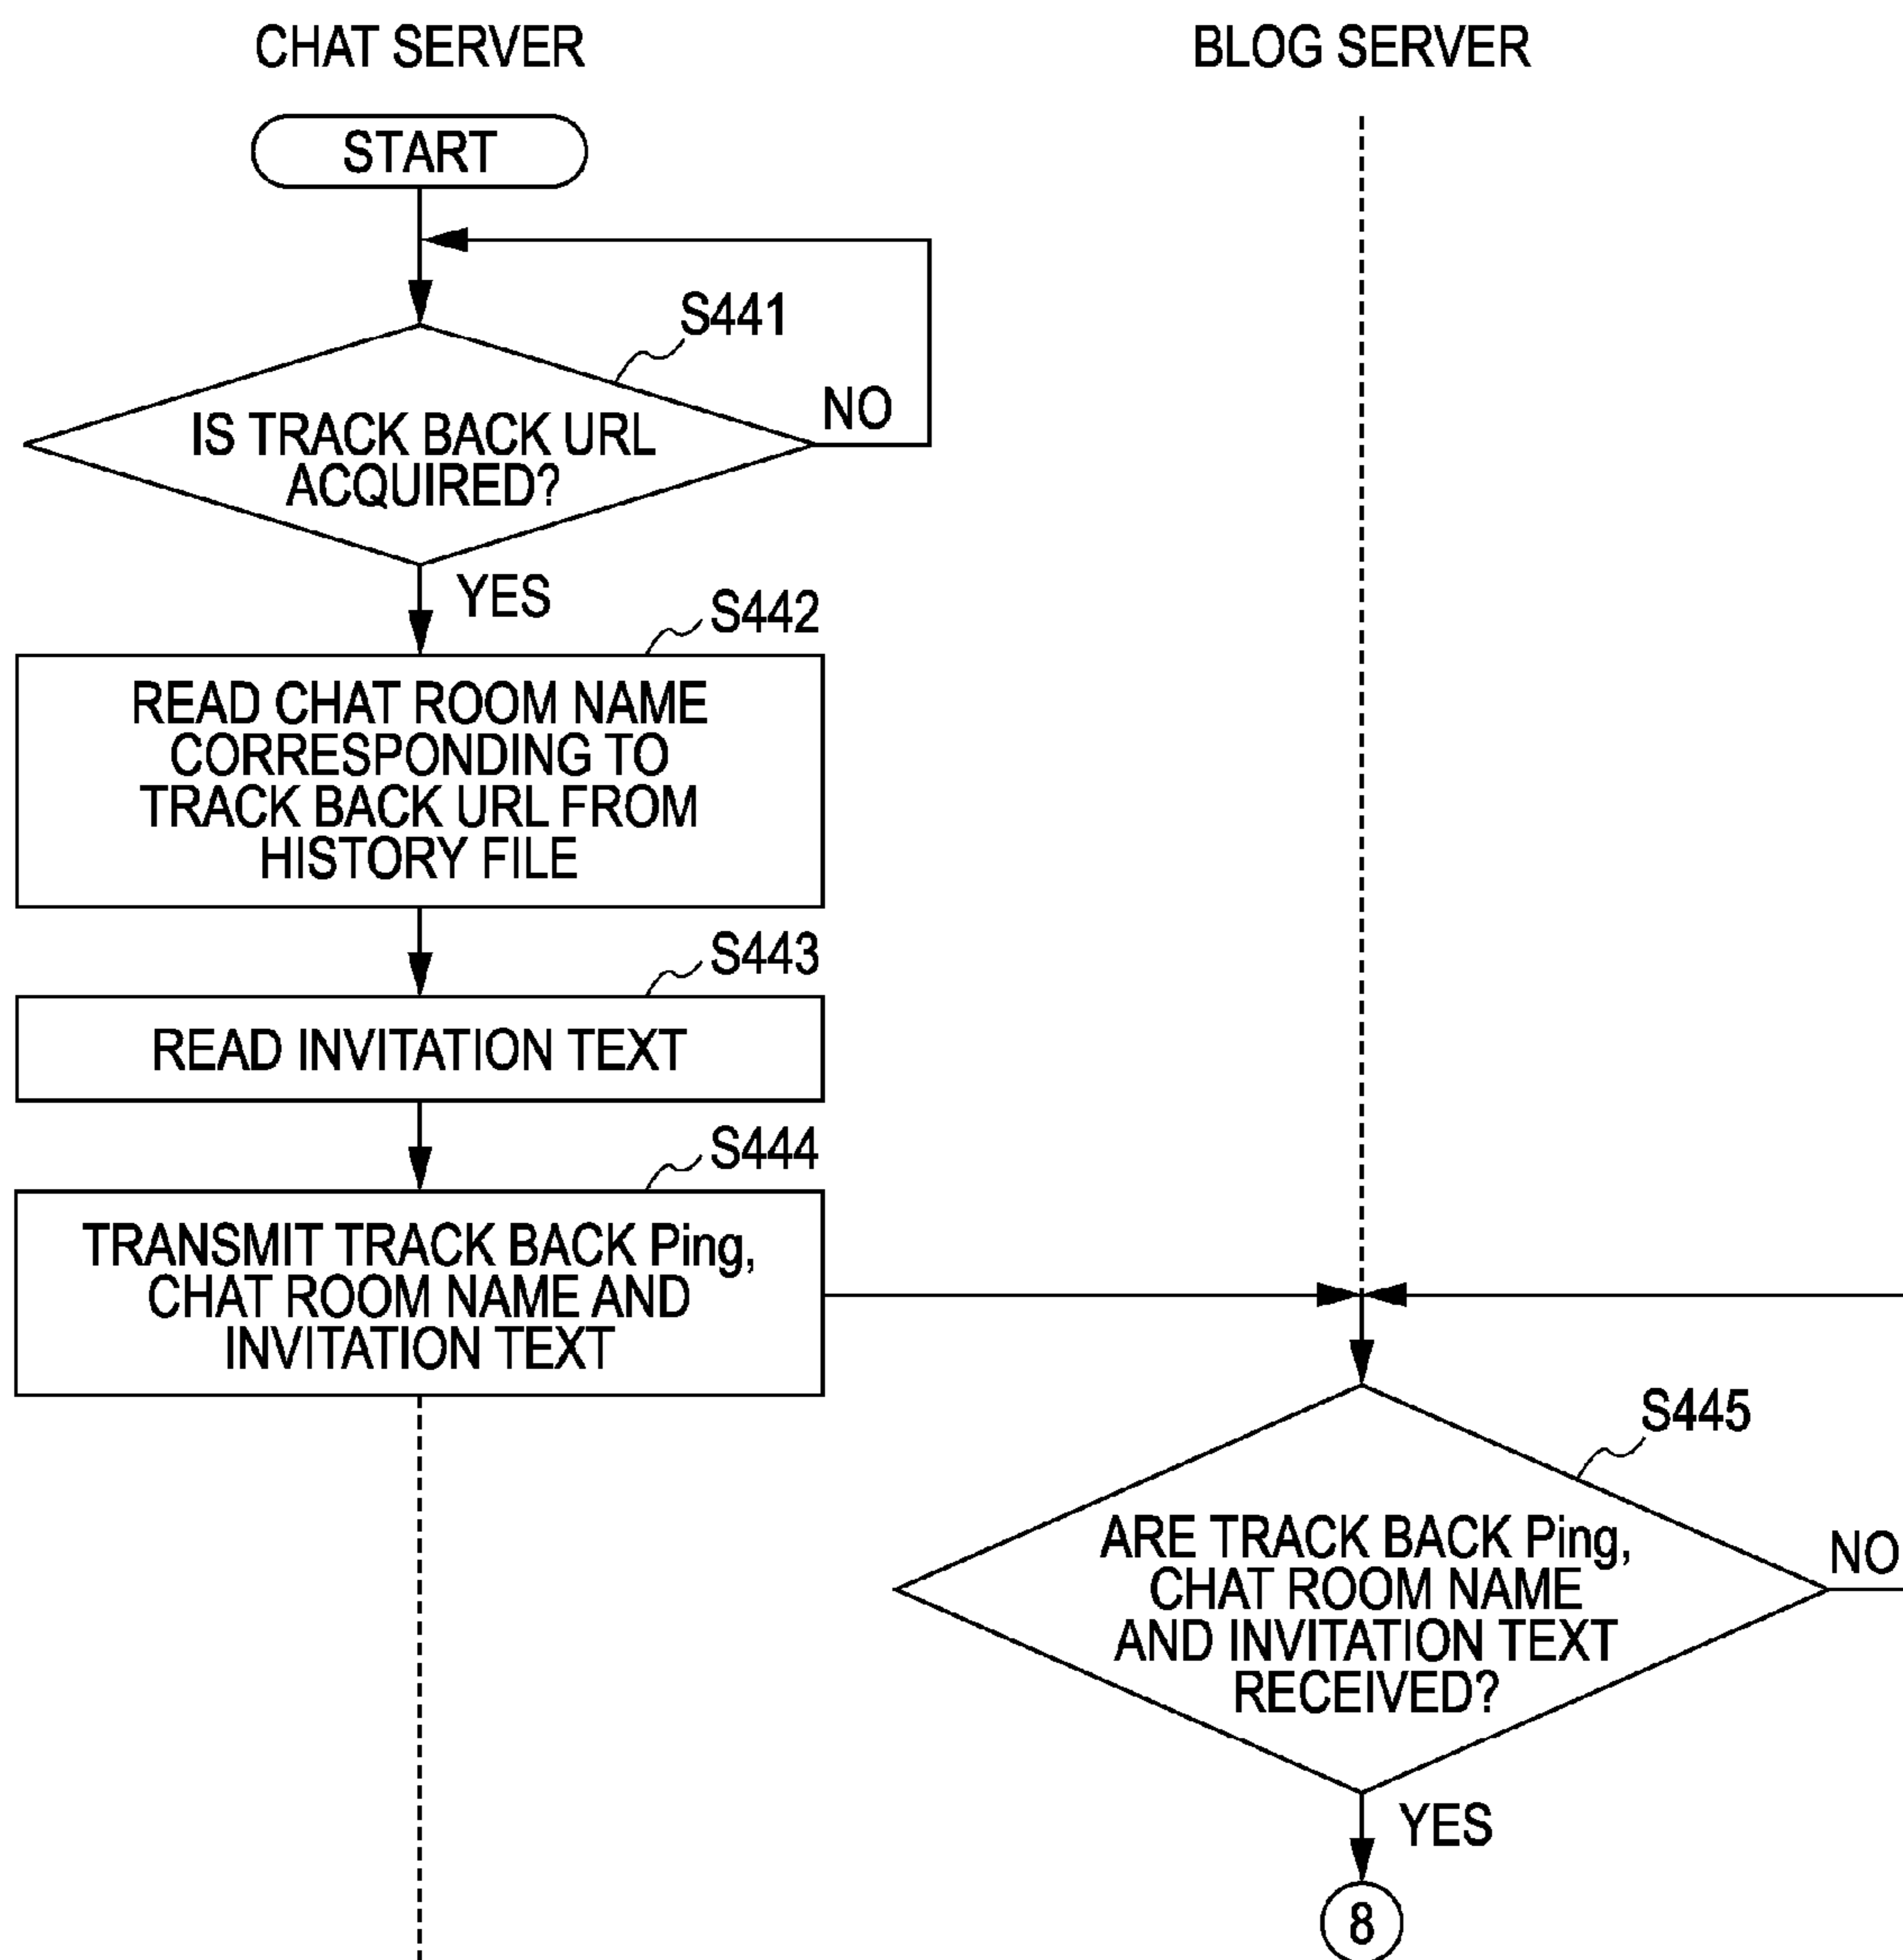 CHAT SERVER
BLOG SERVER
START
S441
IS TRACK BACK URL
ACQUIRED?
NO
YES
S442
READ CHAT ROOM NAME
CORRESPONDING TO
TRACK BACK URL FROM
HISTORY FILE
S443
READ INVITATION TEXT
S444
TRANSMIT TRACK BACK Ping,
CHAT ROOM NAME AND
INVITATION TEXT
S445
ARE TRACK BACK Ping,
CHAT ROOM NAME
AND INVITATION TEXT
RECEIVED?
NO
YES
8